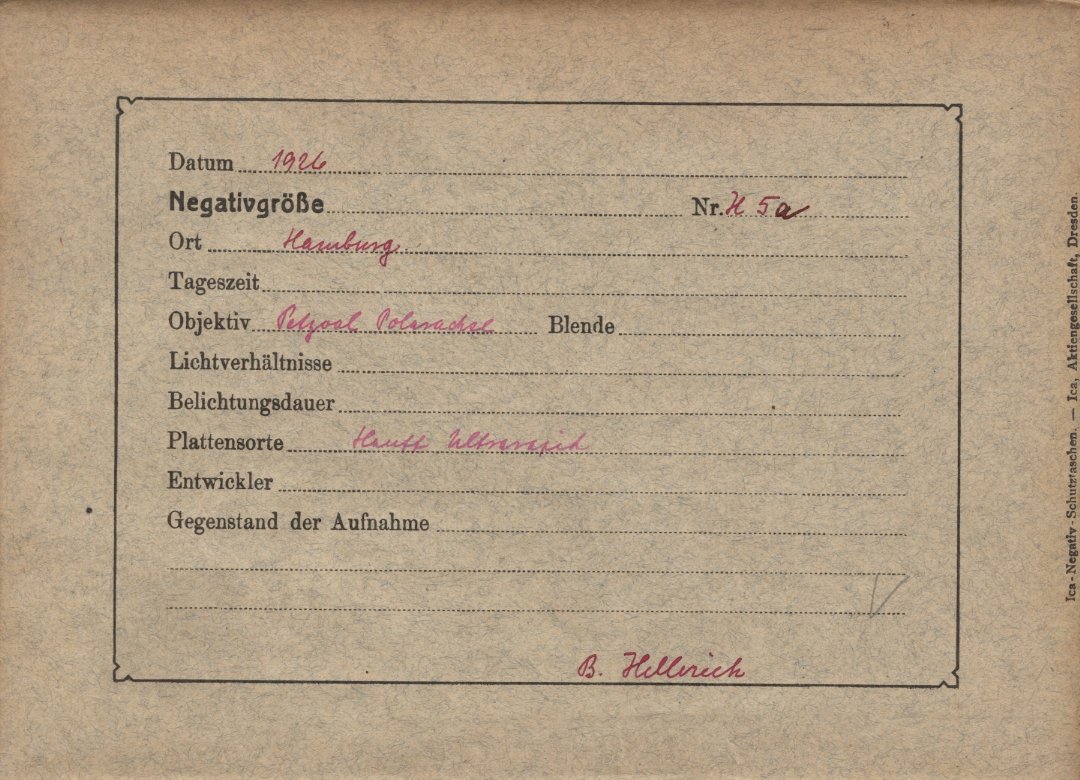 Datum 1926
Negativgröße Nr. H 5a
Ort Hamburg
Tageszeit
Objektiv Petzval Blende
Lichtverhältnisse
Belichtungsdauer
Plattensorte Hauff Ultrarapid
Entwickler
Gegenstand der Aufnahme
B. Hellerich
Ica-Negativ-Schutztaschen. — Ica, Aktiengesellschaft, Dresden.